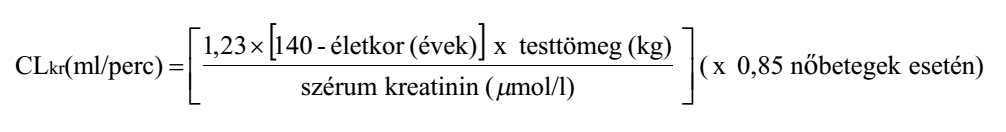 CLkr(ml/perc) = [ 1,23 × [140 - életkor (évek)] x testtömeg (kg) / szérum kreatinin (μmol/l) ] ( x 0,85 nőbetegek esetén)